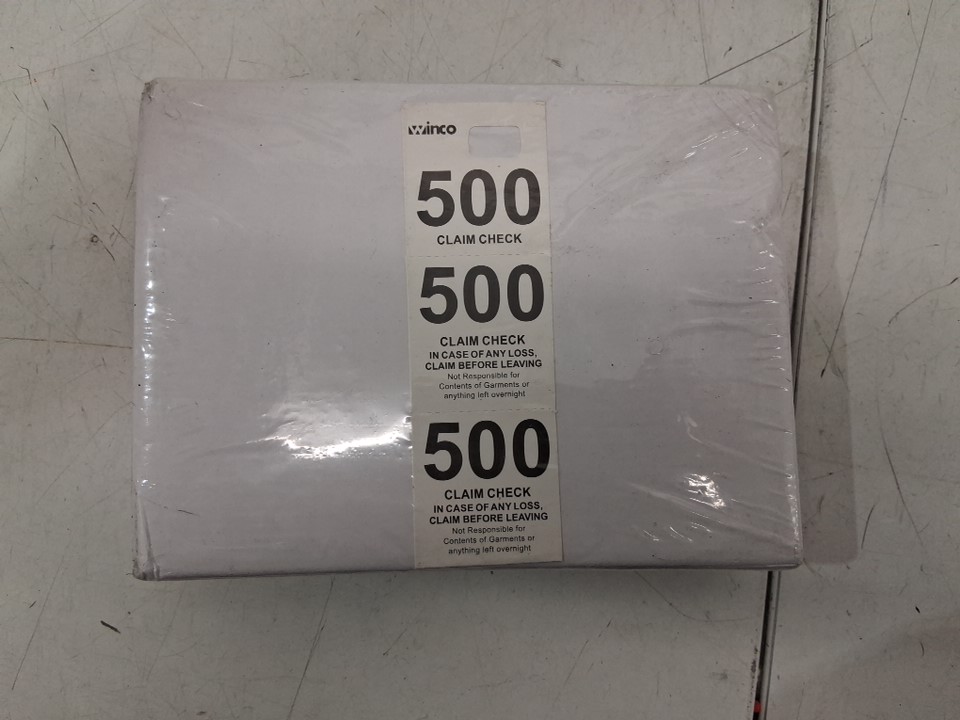 winco
500
CLAIM CHECK
500
CLAIM CHECK
IN CASE OF ANY LOSS,
CLAIM BEFORE LEAVING
Not Responsible for
Contents of Garments or
anything left overnight
500
CLAIM CHECK
IN CASE OF ANY LOSS,
CLAIM BEFORE LEAVING
Not Responsible for
Contents of Garments or
anything left overnight